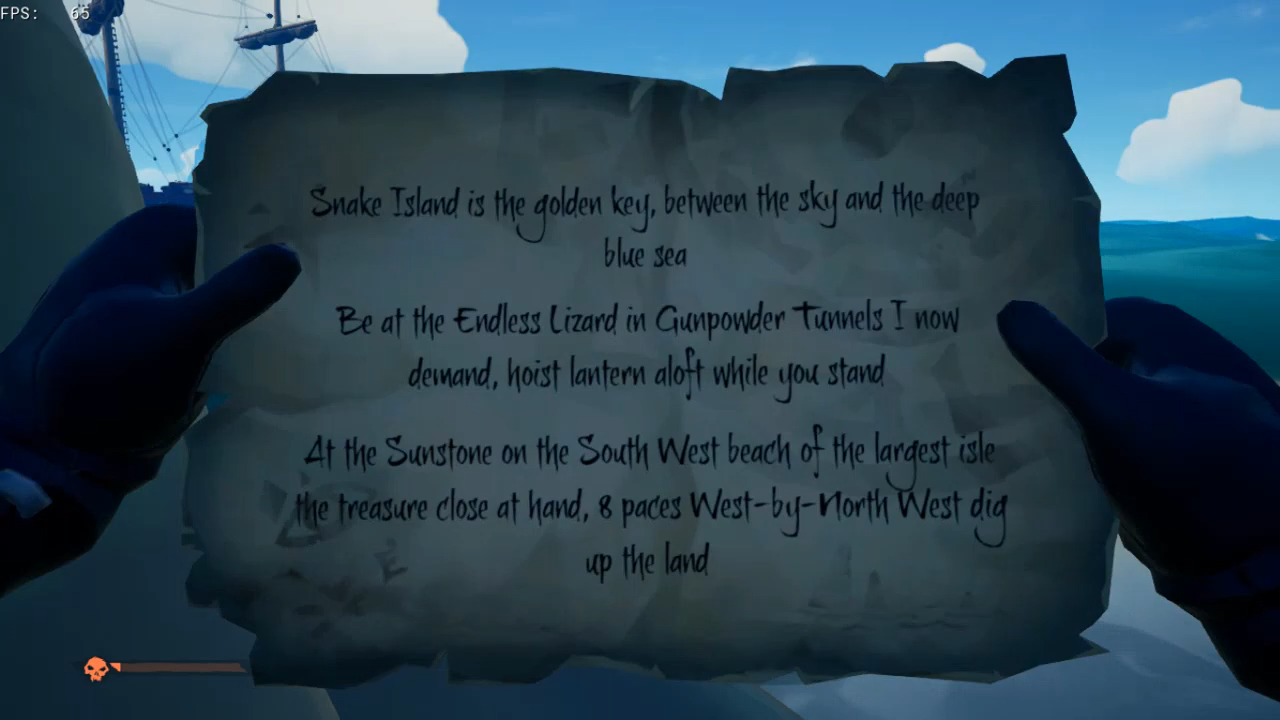 FPS: 65
Snake Island is the golden key, between the sky and the deep
blue sea
Be at the Endless Lizard in Gunpowder Tunnels I now
demand, hoist lantern aloft while you stand
At the Sunstone on the South West beach of the largest isle
the treasure close at hand, 8 paces West-by-North West dig
up the land